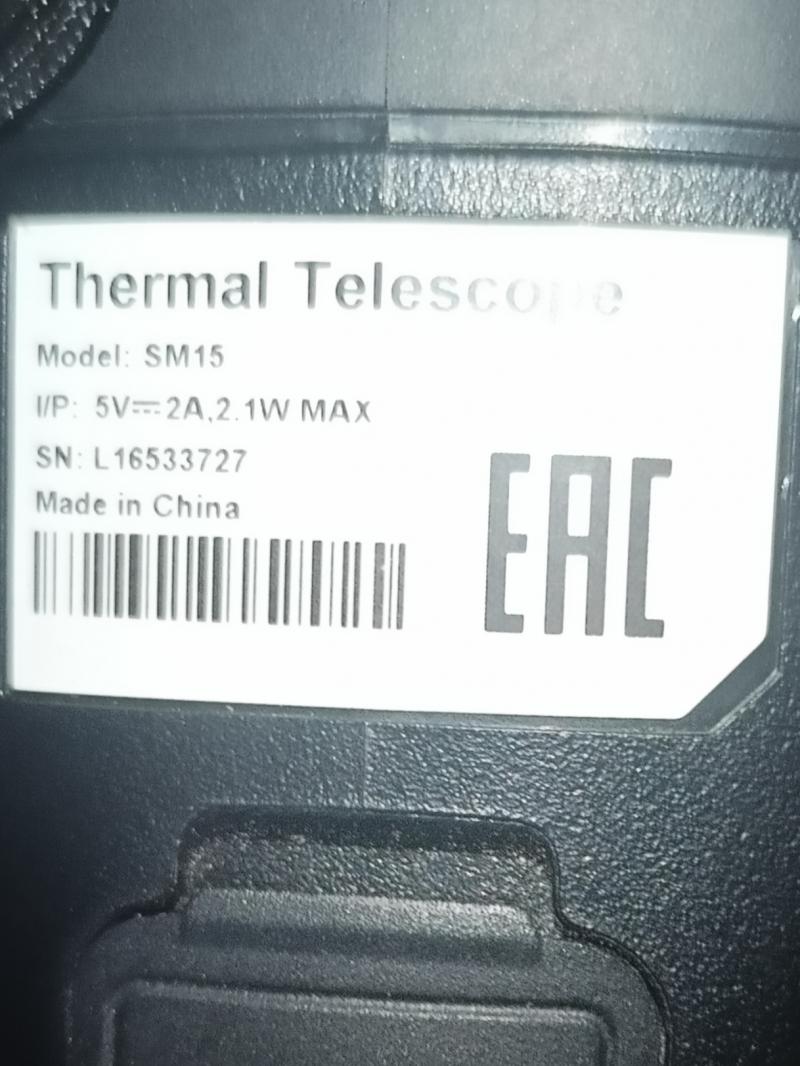 Thermal Telescope
Model: SM15
I/P: 5V⎓2A,2.1W MAX
SN: L16533727
Made in China
EAC